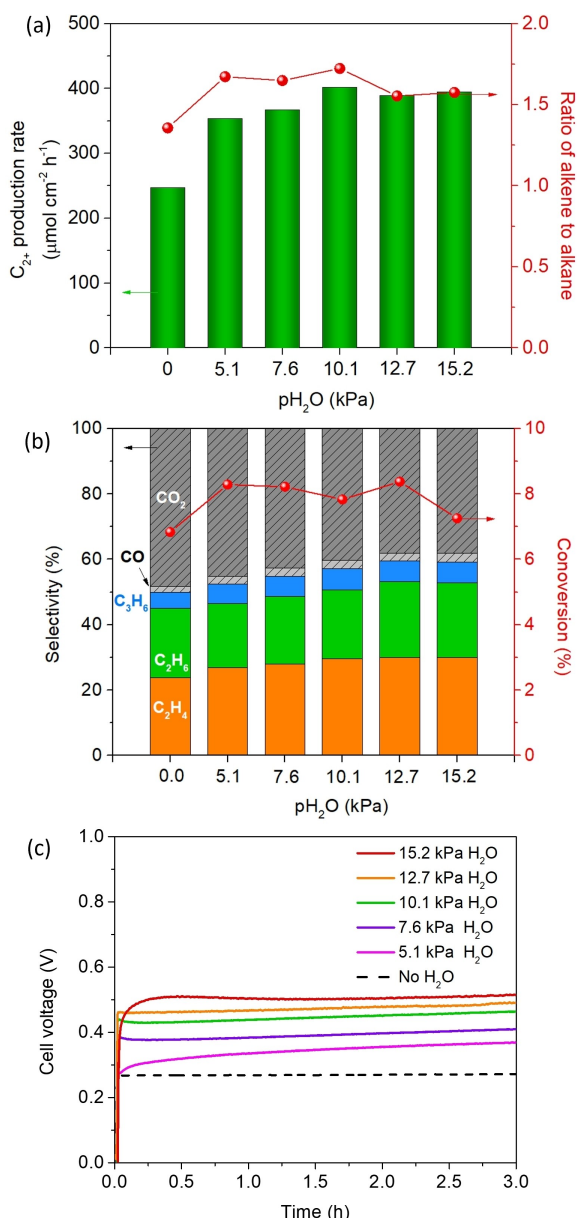 (a)
500
400
300
200
100
0
C2+ production rate
(μmol cm⁻² h⁻¹)
2.0
1.5
1.0
0.5
0.0
Ratio of alkene to alkane
0 5.1 7.6 10.1 12.7 15.2
pH2O (kPa)
(b)
100
80
60
40
20
0
Selectivity (%)
CO2
CO
C3H6
C2H6
C2H4
10
8
6
4
2
0
Conoversion (%)
0.0 5.1 7.6 10.1 12.7 15.2
pH2O (kPa)
(c)
1.0
0.8
0.6
0.4
0.2
0.0
Cell voltage (V)
15.2 kPa H2O
12.7 kPa H2O
10.1 kPa H2O
7.6 kPa H2O
5.1 kPa H2O
No H2O
0.0 0.5 1.0 1.5 2.0 2.5 3.0
Time (h)